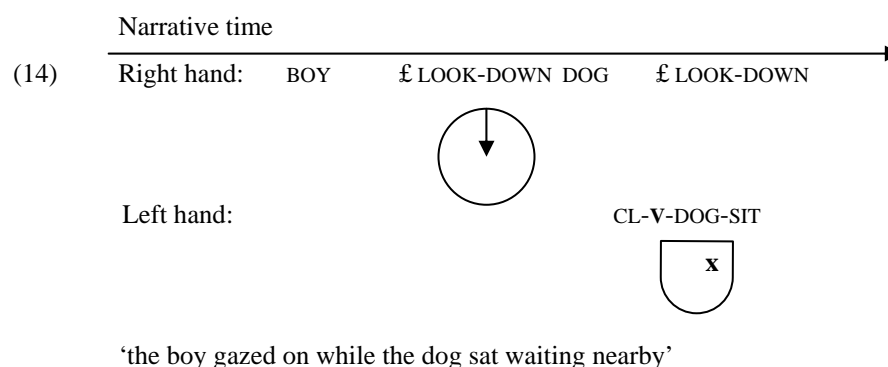 Narrative time
(14) Right hand: BOY £ LOOK-DOWN DOG £ LOOK-DOWN
Left hand: CL-V-DOG-SIT
x
‘the boy gazed on while the dog sat waiting nearby’